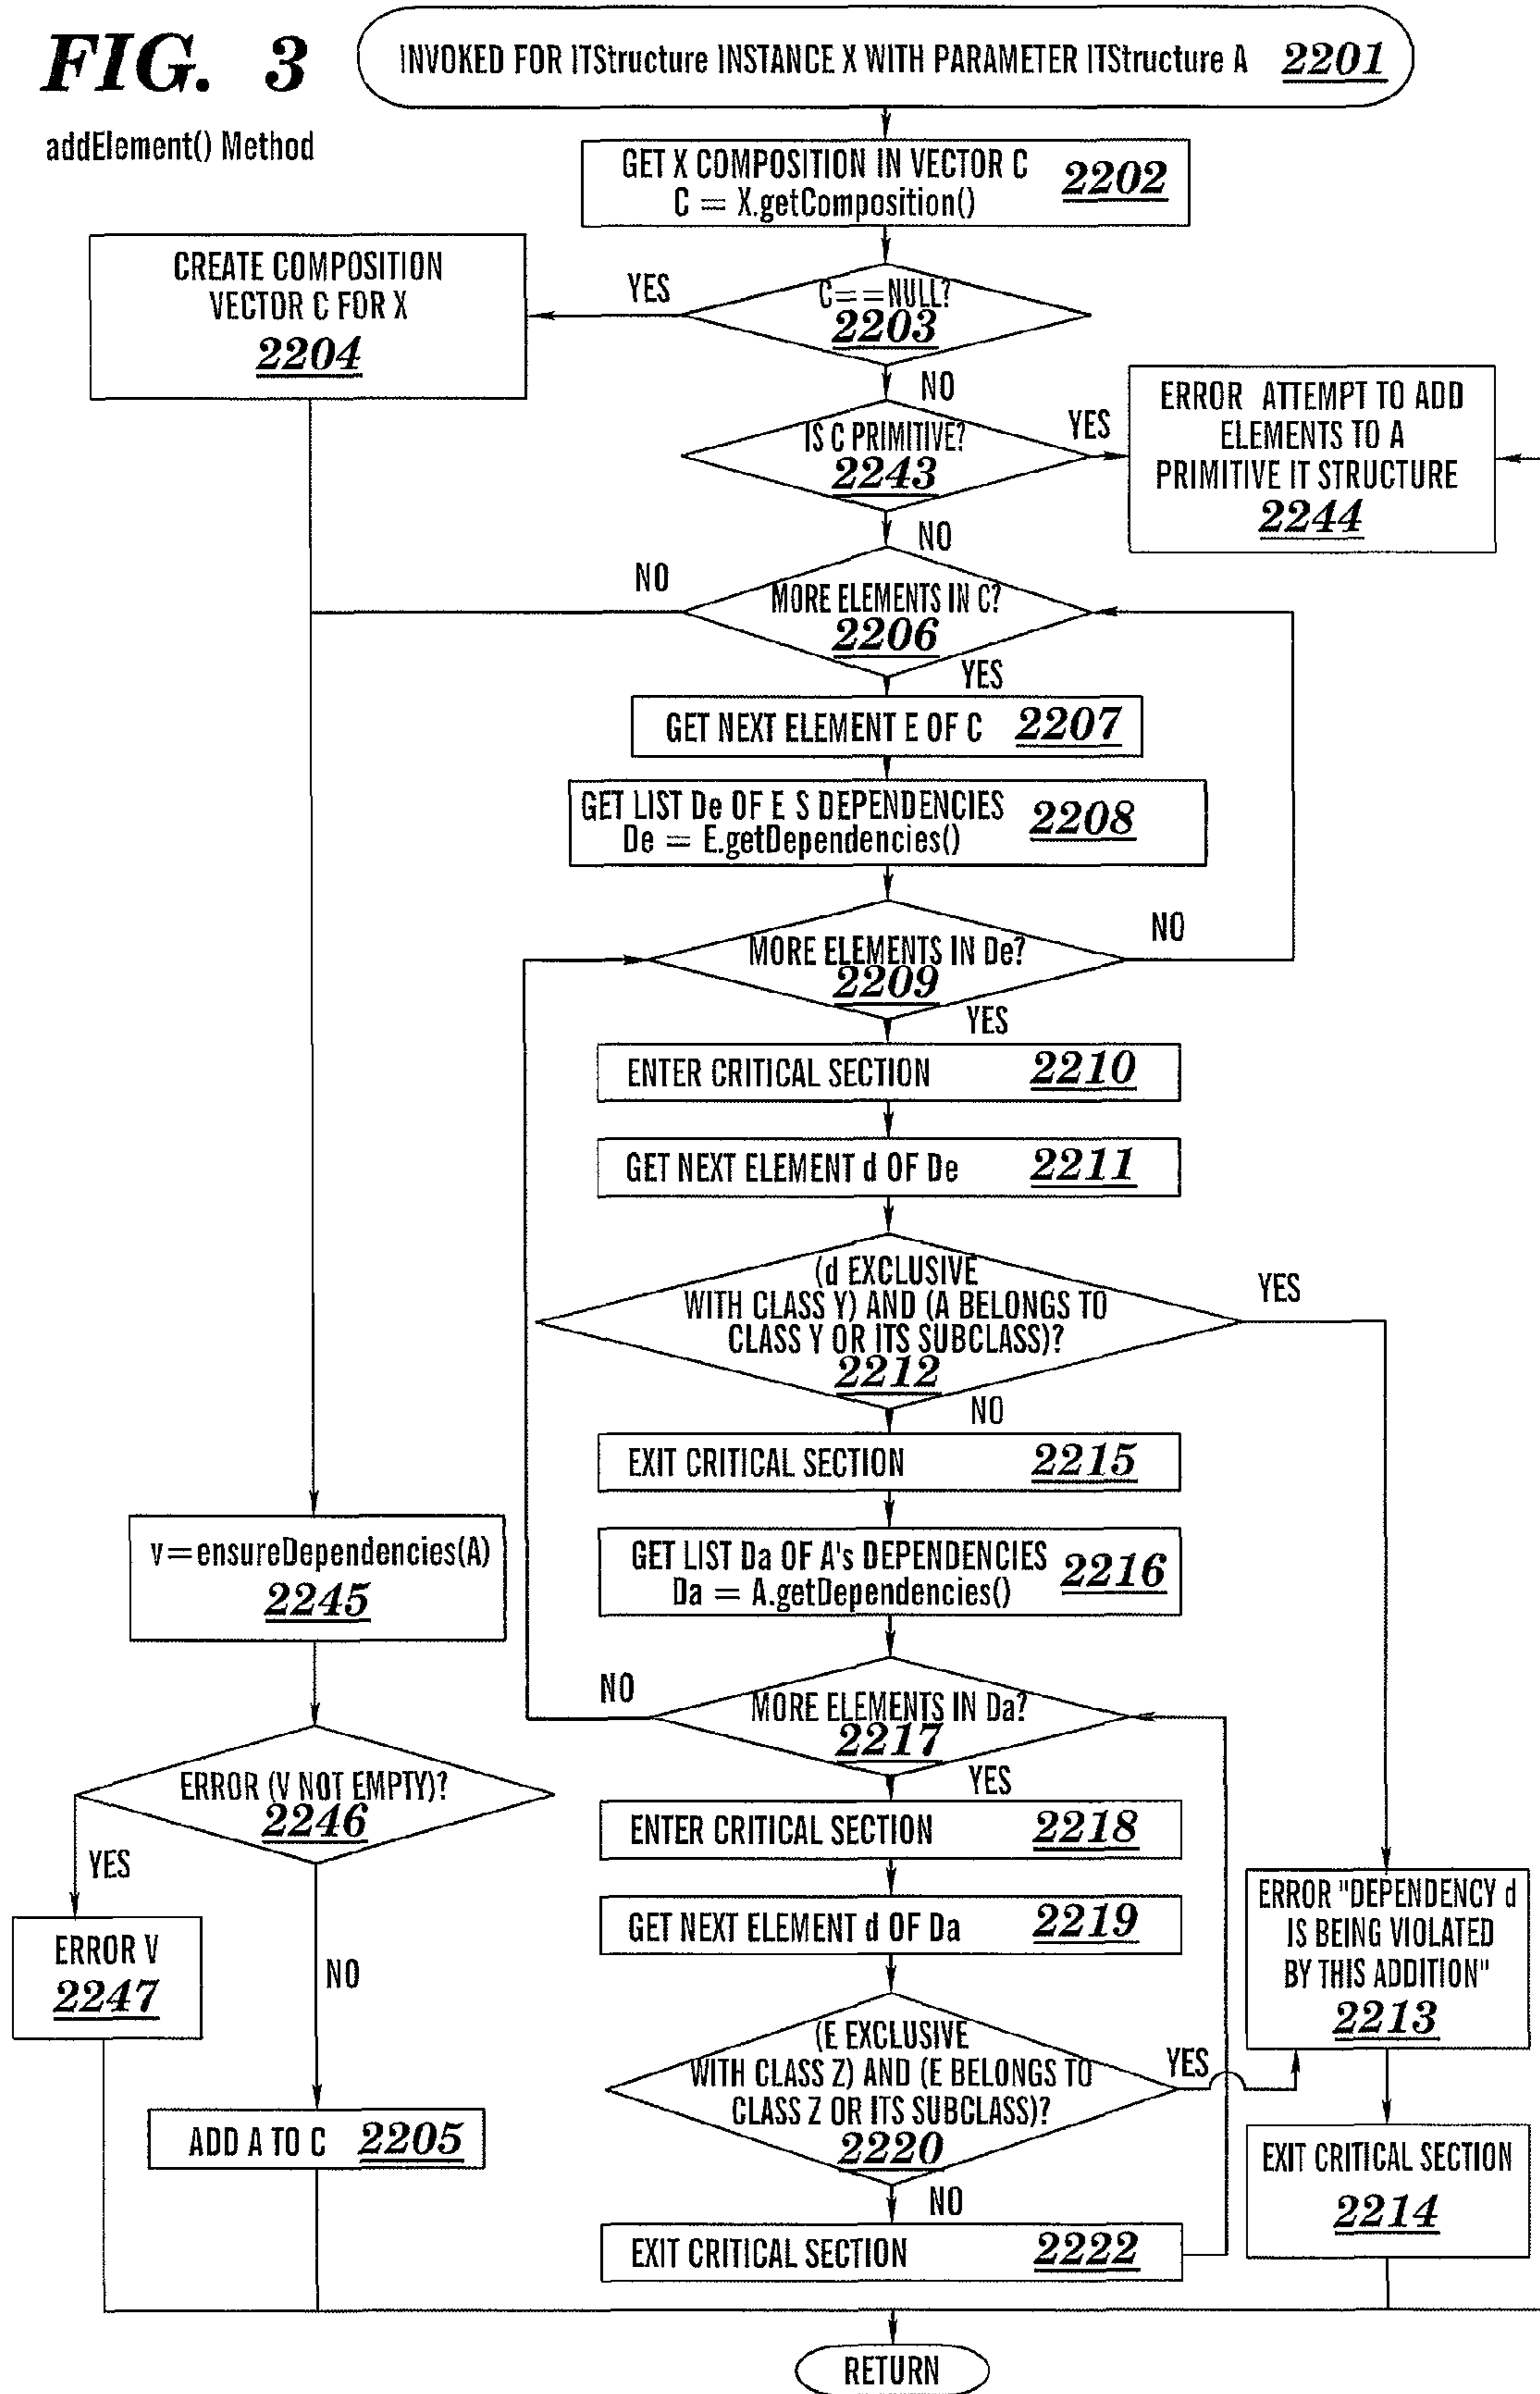 FIG. 3
addElement() Method
INVOKED FOR ITStructure INSTANCE X WITH PARAMETER ITStructure A 2201
GET X COMPOSITION IN VECTOR C
C = X.getComposition()
2202
CREATE COMPOSITION
VECTOR C FOR X
2204
YES
C==NULL?
2203
NO
IS C PRIMITIVE?
2243
YES
ERROR ATTEMPT TO ADD
ELEMENTS TO A
PRIMITIVE IT STRUCTURE
2244
NO
NO
MORE ELEMENTS IN C?
2206
YES
GET NEXT ELEMENT E OF C 2207
GET LIST De OF E S DEPENDENCIES
De = E.getDependencies()
2208
MORE ELEMENTS IN De?
2209
NO
YES
ENTER CRITICAL SECTION 2210
GET NEXT ELEMENT d OF De 2211
(d EXCLUSIVE
WITH CLASS Y) AND (A BELONGS TO
CLASS Y OR ITS SUBCLASS)?
2212
YES
NO
EXIT CRITICAL SECTION 2215
v=ensureDependencies(A)
2245
GET LIST Da OF A's DEPENDENCIES
Da = A.getDependencies()
2216
NO
MORE ELEMENTS IN Da?
2217
YES
ERROR (V NOT EMPTY)?
2246
YES
ENTER CRITICAL SECTION 2218
GET NEXT ELEMENT d OF Da 2219
ERROR "DEPENDENCY d
IS BEING VIOLATED
BY THIS ADDITION"
2213
ERROR V
2247
NO
(E EXCLUSIVE
WITH CLASS Z) AND (E BELONGS TO
CLASS Z OR ITS SUBCLASS)?
2220
YES
ADD A TO C 2205
NO
EXIT CRITICAL SECTION
2214
EXIT CRITICAL SECTION 2222
RETURN